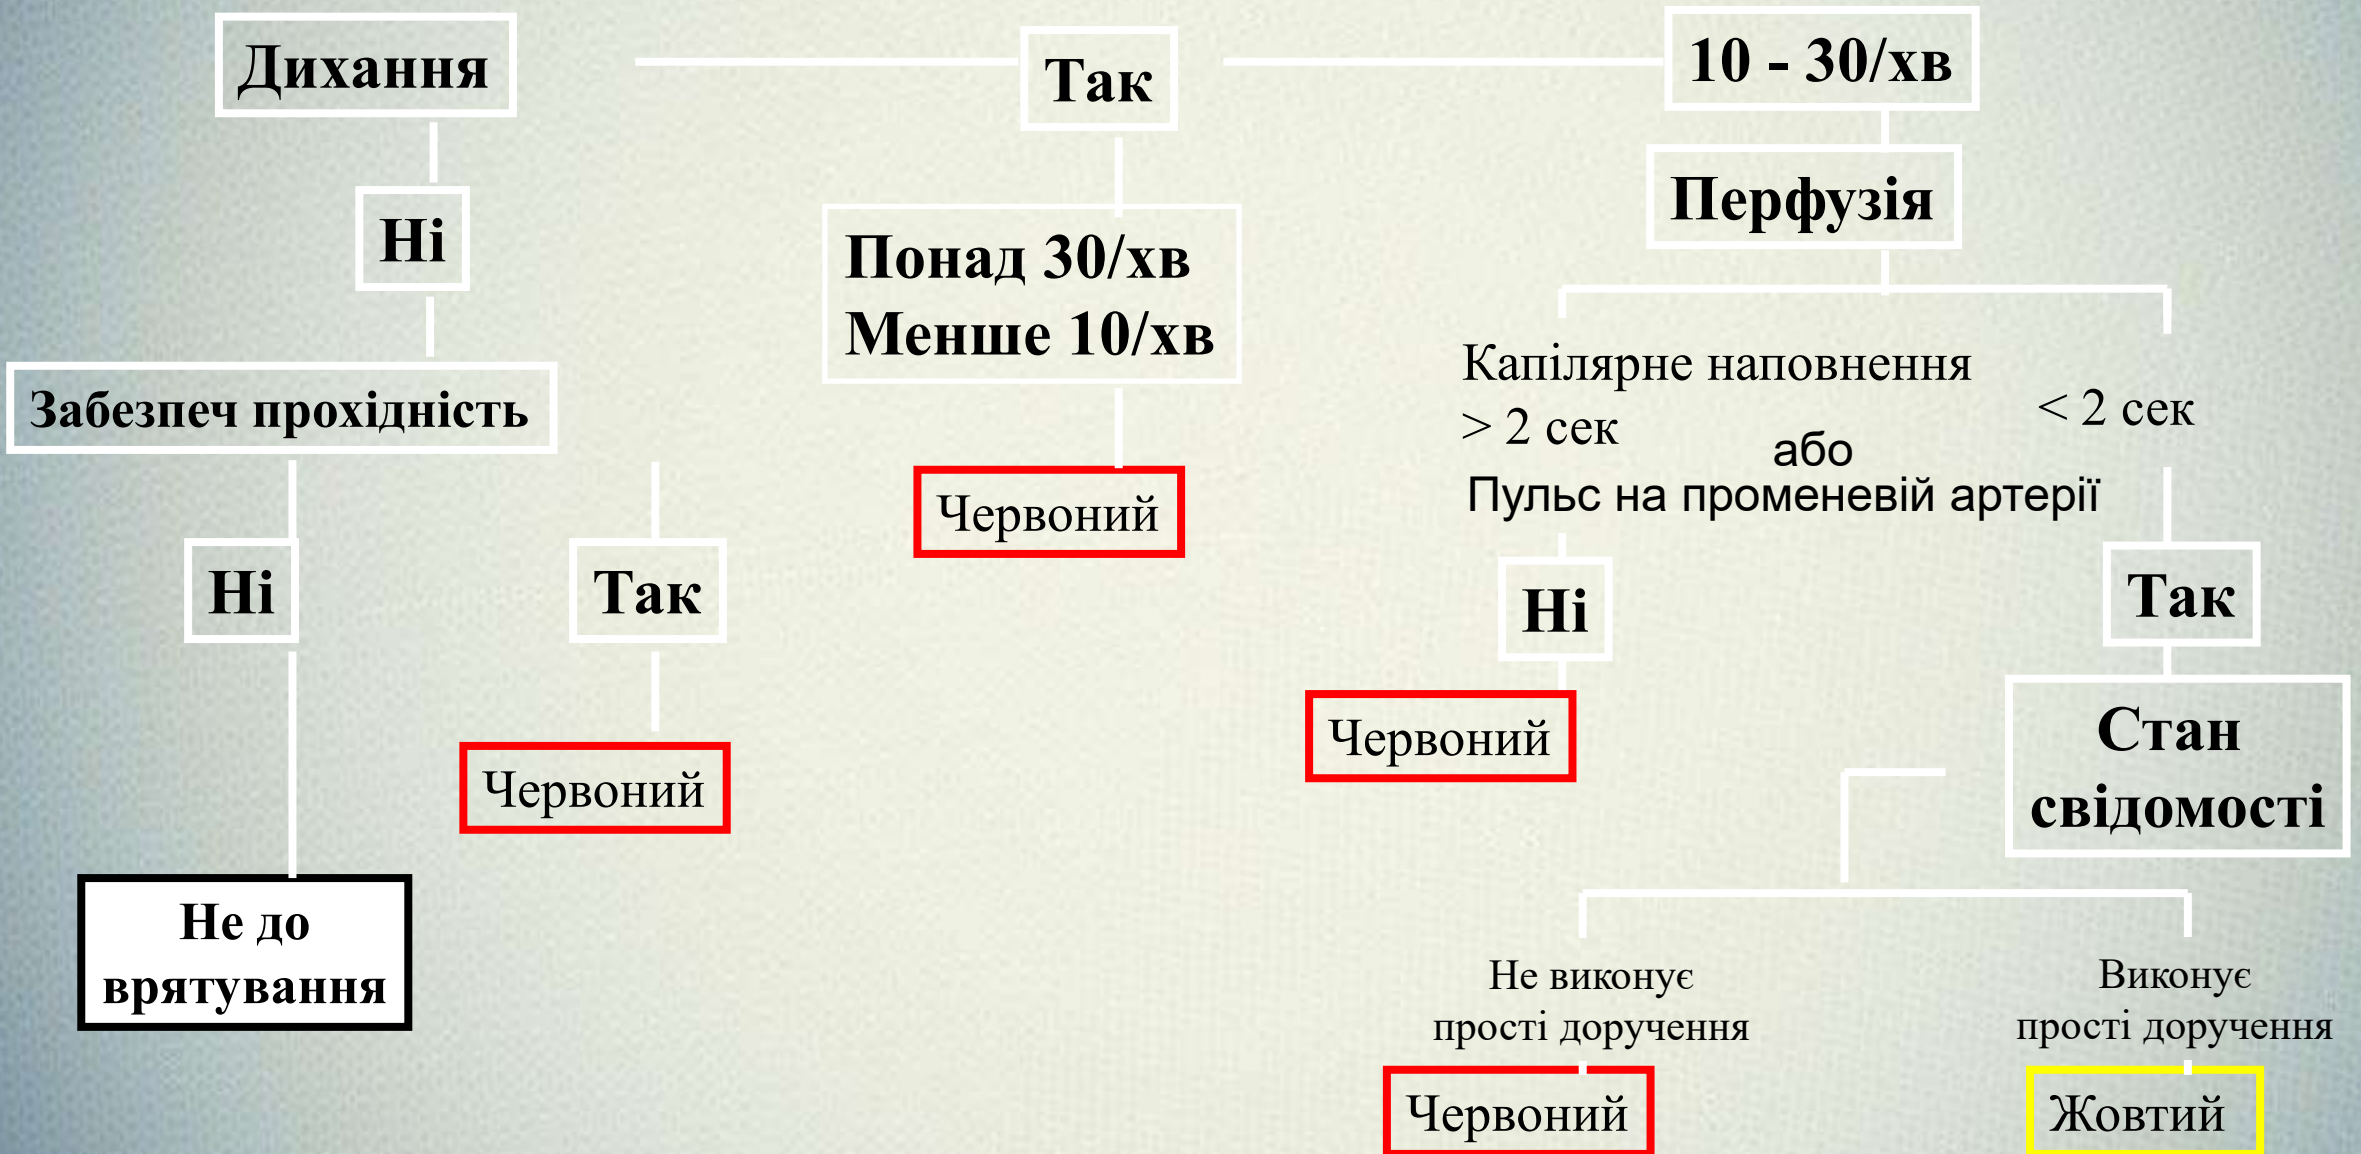 Дихання
Так
10 - 30/хв
Ні
Понад 30/хв
Менше 10/хв
Перфузія
Забезпеч прохідність
Капілярне наповнення
> 2 сек
< 2 сек
або
Пульс на променевій артерії
Червоний
Ні
Так
Ні
Так
Червоний
Червоний
Стан
свідомості
Не до
врятування
Не виконує
прості доручення
Виконує
прості доручення
Червоний
Жовтий